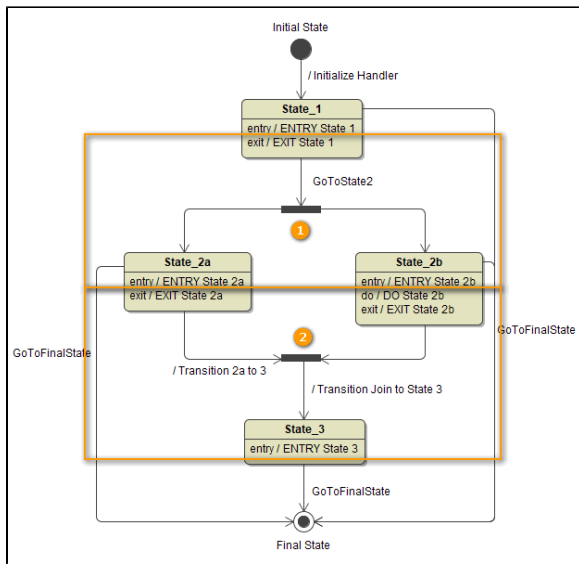 Initial State
/ Initialize Handler
State_1
entry / ENTRY State 1
exit / EXIT State 1
GoToState2
1
State_2a
entry / ENTRY State 2a
exit / EXIT State 2a
State_2b
entry / ENTRY State 2b
do / DO State 2b
exit / EXIT State 2b
GoToFinalState
GoToFinalState
2
/ Transition 2a to 3
/ Transition Join to State 3
State_3
entry / ENTRY State 3
GoToFinalState
Final State